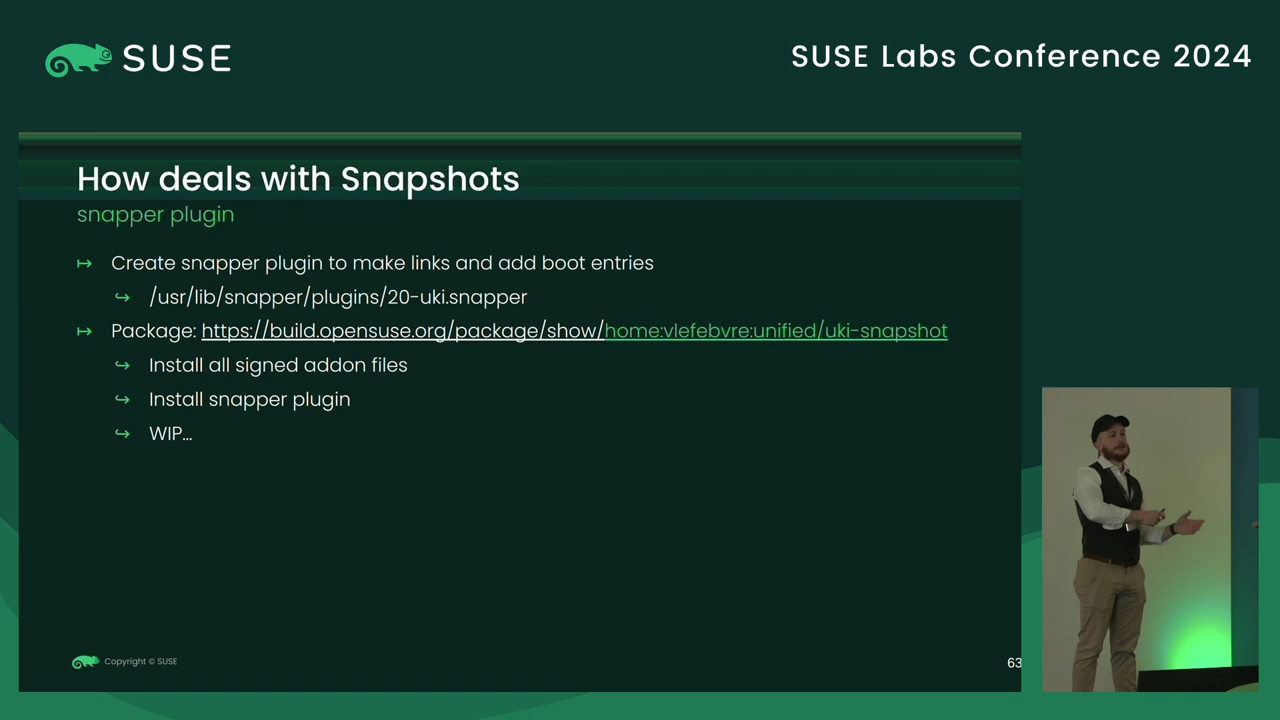 SUSE
SUSE Labs Conference 2024
How deals with Snapshots
snapper plugin
↦ Create snapper plugin to make links and add boot entries
↪ /usr/lib/snapper/plugins/20-uki.snapper
↦ Package: https://build.opensuse.org/package/show/home:vlefebvre:unified/uki-snapshot
↪ Install all signed addon files
↪ Install snapper plugin
↪ WIP...
Copyright © SUSE
63